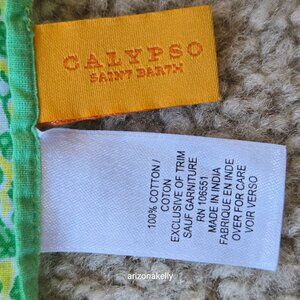 CALYPSO
SAINT BARTH
100% COTTON/
COTON
EXCLUSIVE OF TRIM
SAUF GARNITURE
RN 106551
MADE IN INDIA
FABRIQUE EN INDE
OVER FOR CARE
VOIR VERSO
arizonakelly